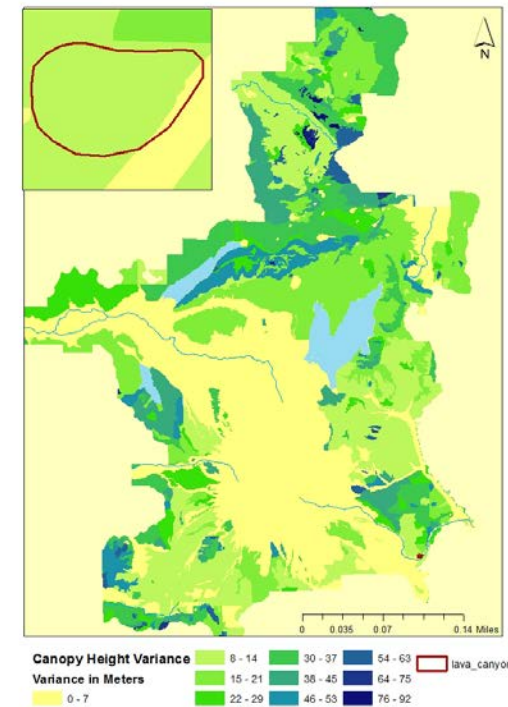 N
0 0.035 0.07 0.14 Miles
Canopy Height Variance
Variance in Meters
0 - 7
8 - 14
15 - 21
22 - 29
30 - 37
38 - 45
46 - 53
54 - 63
64 - 75
76 - 92
lava_canyo